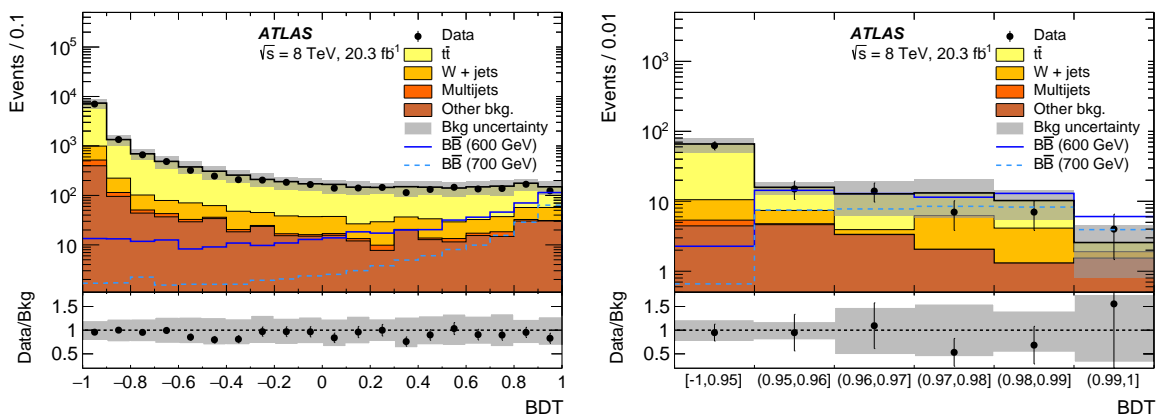 Events / 0.1
10⁵
10⁴
10³
10²
10
ATLAS
√s = 8 TeV, 20.3 fb⁻¹
Data
tt̄
W + jets
Multijets
Other bkg.
Bkg uncertainty
BB̄ (600 GeV)
BB̄ (700 GeV)
Data/Bkg
1.5
1
0.5
−1 −0.8 −0.6 −0.4 −0.2 0 0.2 0.4 0.6 0.8 1
BDT
Events / 0.01
10³
10²
10
1
ATLAS
√s = 8 TeV, 20.3 fb⁻¹
Data
tt̄
W + jets
Multijets
Other bkg.
Bkg uncertainty
BB̄ (600 GeV)
BB̄ (700 GeV)
Data/Bkg
1.5
1
0.5
[-1,0.95] (0.95,0.96] (0.96,0.97] (0.97,0.98] (0.98,0.99] (0.99,1]
BDT